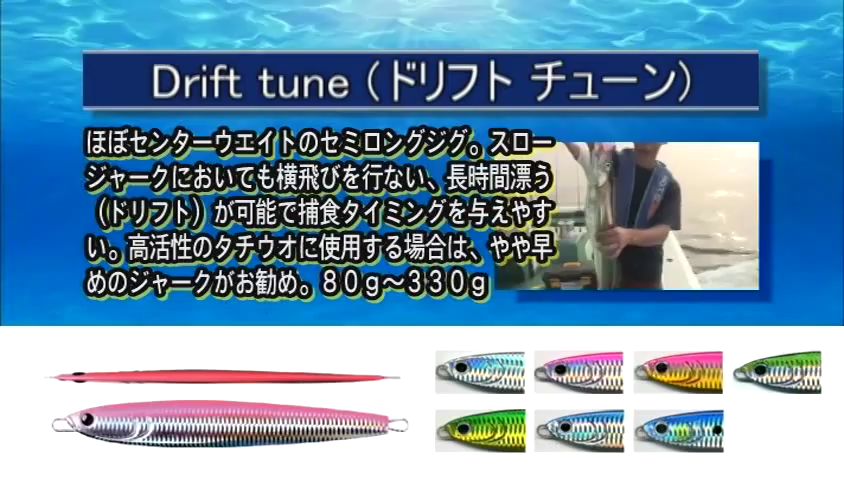 Drift tune（ドリフト チューン）
ほぼセンターウエイトのセミロングジグ。スロー
ジャークにおいても横飛びを行ない、長時間漂う
（ドリフト）が可能で捕食タイミングを与えやす
い。高活性のタチウオに使用する場合は、やや早
めのジャークがお勧め。８０ｇ～３３０ｇ